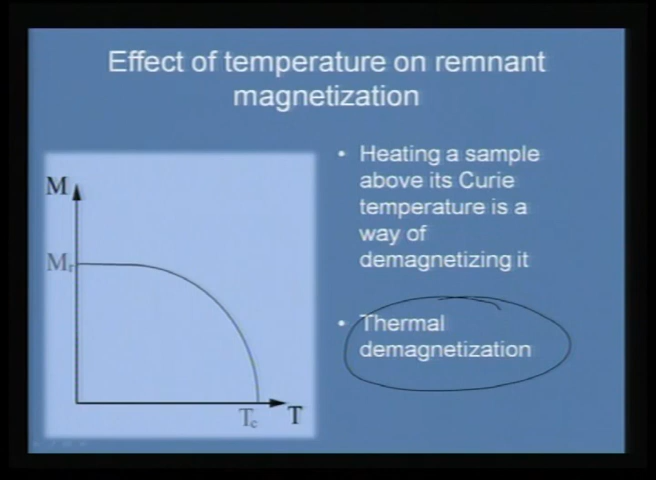 Effect of temperature on remnant
magnetization
• Heating a sample
above its Curie
temperature is a
way of
demagnetizing it
• Thermal
demagnetization
M
Mr
Tc
T